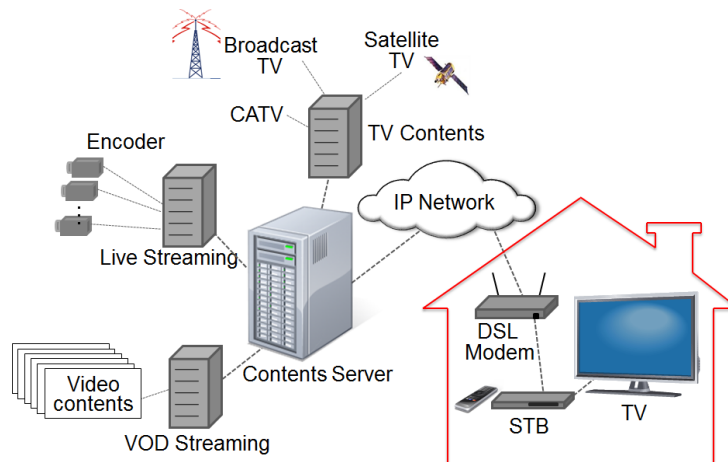 Broadcast
TV
Satellite
TV
CATV
TV Contents
Encoder
Live Streaming
IP Network
Contents Server
Video
contents
VOD Streaming
DSL
Modem
STB
TV